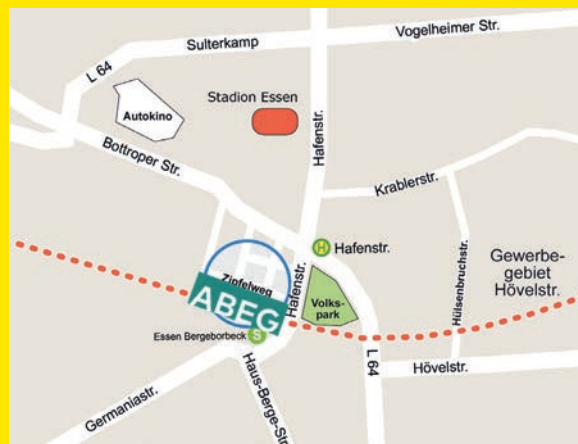 Vogelheimer Str.
Sulterkamp
L 64
Stadion Essen
Autokino
Hafenstr.
Bottroper Str.
Krablerstr.
H
Hafenstr.
H
Gewerbe-
gebiet
Hövelstr.
Zipfelweg
Hafenstr.
Hülsenbruchstr.
ABEG
Volks-
park
Essen Bergeborbeck
S
L 64
Hövelstr.
Haus-Berge-Str.
Germaniastr.